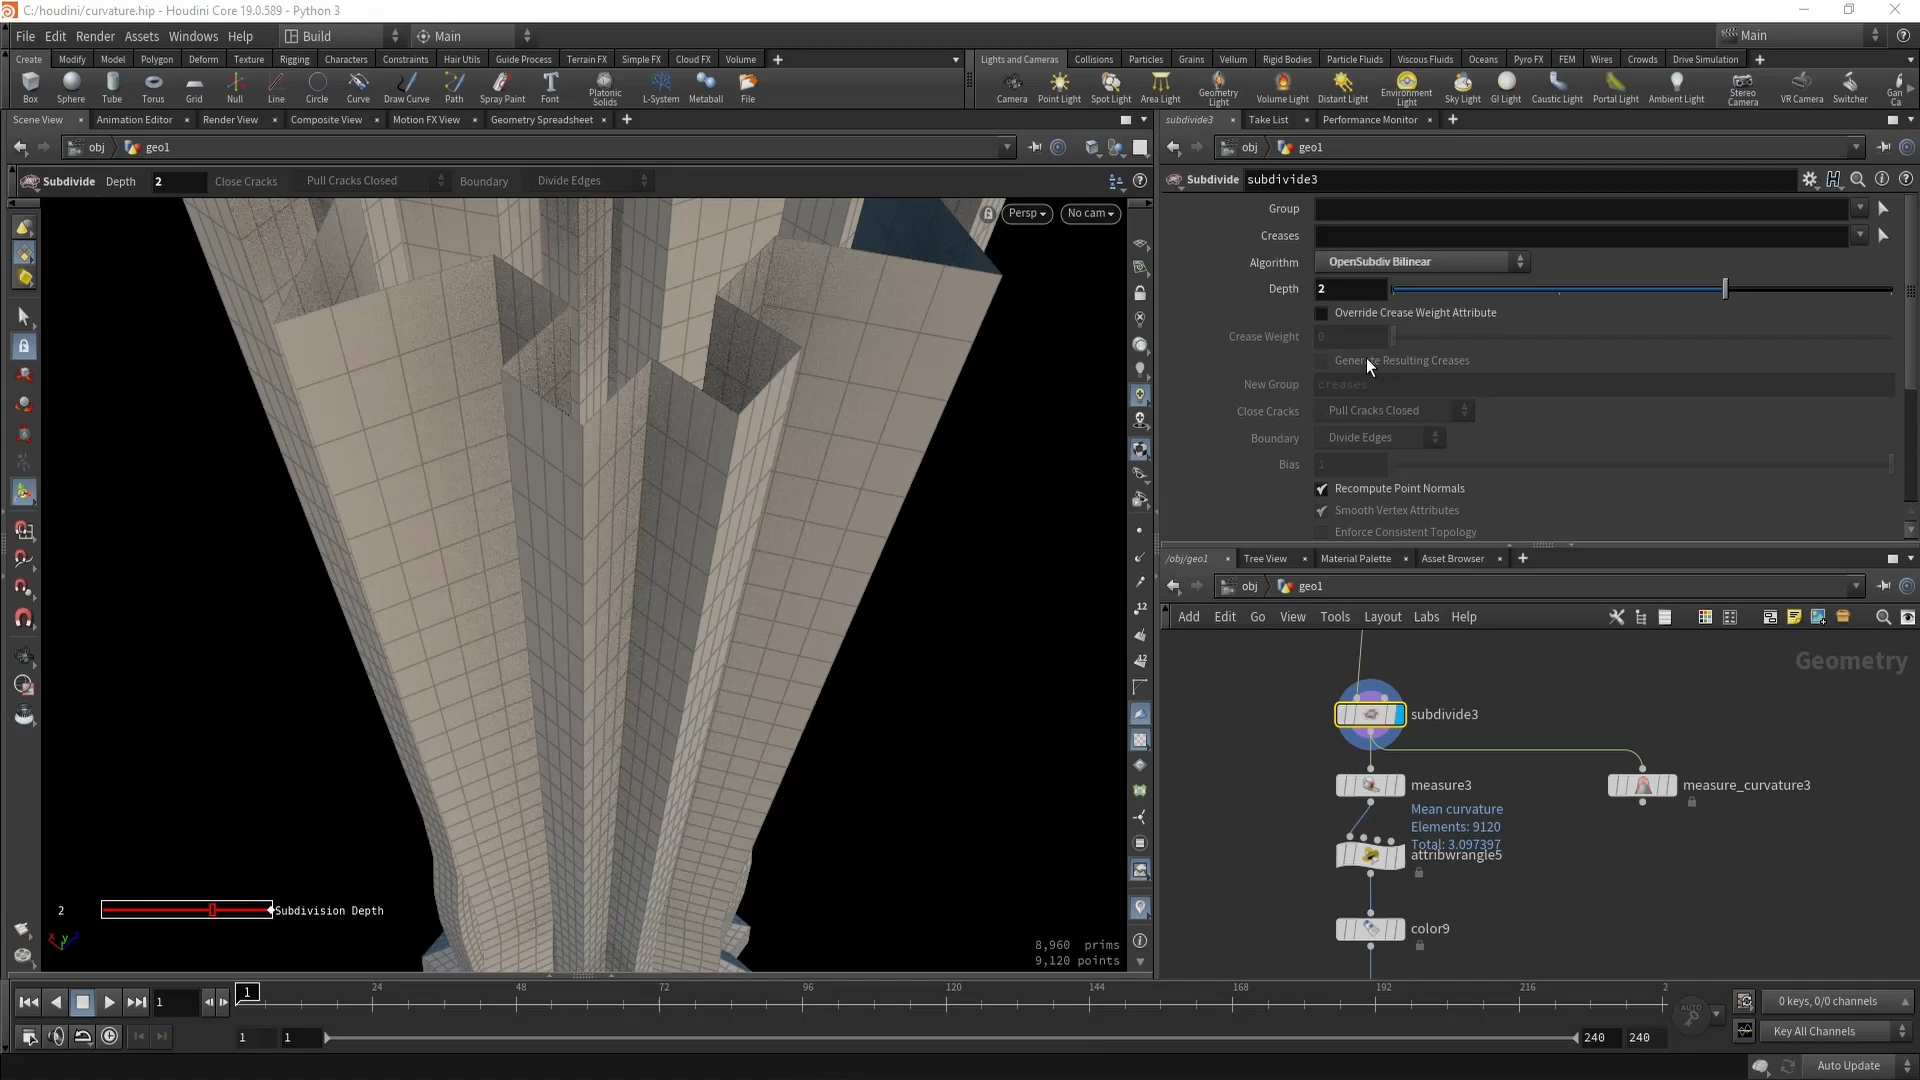 C:/houdini/curvature.hip - Houdini Core 19.0.589 - Python 3
File Edit Render Assets Windows Help Build Main Main
Create Modify Model Polygon Deform Texture Rigging Characters Constraints Hair Utils Guide Process Terrain FX Simple FX Cloud FX Volume
Lights and Cameras Collisions Particles Grains Vellum Rigid Bodies Particle Fluids Viscous Fluids Oceans Pyro FX FEM Wires Crowds Drive Simulation
Box Sphere Tube Torus Grid Null Line Circle Curve Draw Curve Path Spray Paint Font Platonic Solids L-System Metaball File
Camera Point Light Spot Light Area Light Geometry Light Volume Light Distant Light Environment Light Sky Light GI Light Caustic Light Portal Light Ambient Light Stereo Camera VR Camera Switcher Gan Ca
Scene View Animation Editor Render View Composite View Motion FX View Geometry Spreadsheet
subdivide3 Take List Performance Monitor
obj geo1
obj geo1
Subdivide Depth 2 Close Cracks Pull Cracks Closed Boundary Divide Edges
Subdivide subdivide3
Persp No cam
Group
Creases
Algorithm OpenSubdiv Bilinear
Depth 2
Override Crease Weight Attribute
Crease Weight 0
Generate Resulting Creases
New Group creases
Close Cracks Pull Cracks Closed
Boundary Divide Edges
Bias 1
Recompute Point Normals
Smooth Vertex Attributes
Enforce Consistent Topology
12
12
/obj/geo1 Tree View Material Palette Asset Browser
obj geo1
Add Edit Go View Tools Layout Labs Help
Geometry
subdivide3
measure3
Mean curvature
Elements: 9120
Total: 3.097397
attribwrangle5
color9
measure_curvature3
2 Subdivision Depth
x y z
8,960 prims
9,120 points
1 1 24 48 72 96 120 144 168 192 216 2
AUTO
0 keys, 0/0 channels
1 1 240 240
Key All Channels
Auto Update